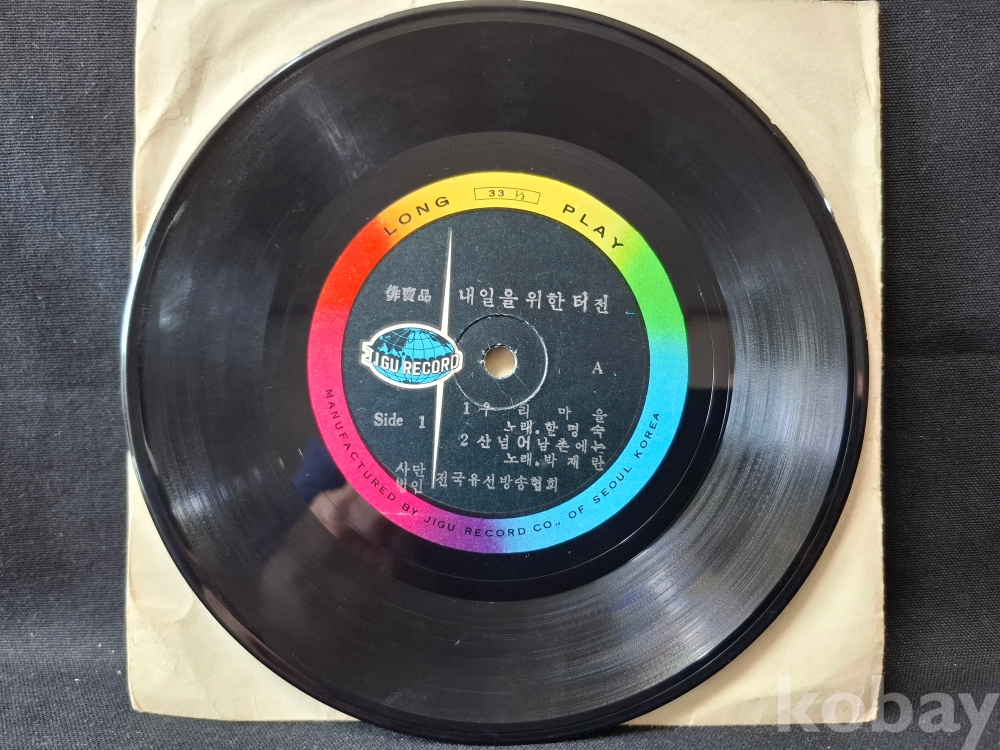 LONG 33 ⅓ PLAY
俳賣品
내일을 위한 터전
JIGU RECORD
A
Side 1
1 우리마을
노래.한명숙
2 산넘어남촌에는
노래.박재란
사단법인 전국유선방송협회
MANUFACTURED BY JIGU RECORD CO., OF SEOUL KOREA
kobay